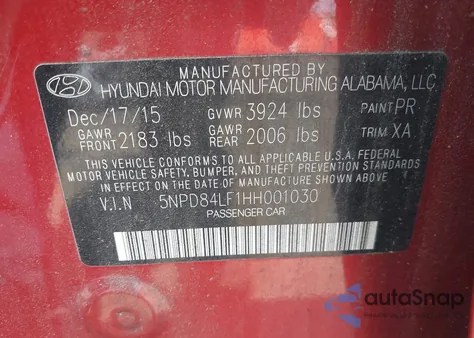 MANUFACTURED BY
HYUNDAI MOTOR MANUFACTURING ALABAMA, LLC
Dec/17/15 GVWR 3924 lbs PAINT PR
GAWR FRONT 2183 lbs GAWR REAR 2006 lbs TRIM XA
THIS VEHICLE CONFORMS TO ALL APPLICABLE U.S.A. FEDERAL
MOTOR VEHICLE SAFETY, BUMPER, AND THEFT PREVENTION STANDARDS
IN EFFECT ON THE DATE OF MANUFACTURE SHOWN ABOVE.
V.I.N 5NPD84LF1HH001030
PASSENGER CAR
autoSnap